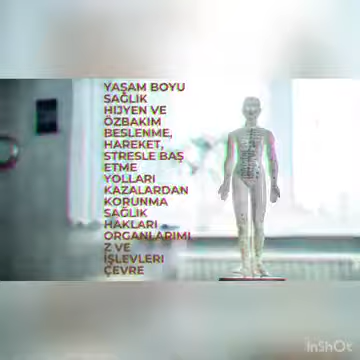 YAŞAM BOYU
SAĞLIK
HIJYEN VE
ÖZBAKIM
BESLENME,
HAREKET,
STRESLE BAŞ
ETME
YOLLARI
KAZALARDAN
KORUNMA
SAĞLIK
HAKLARI
ORGANLARIMI
Z VE
İŞLEVLERI
ÇEVRE
InShOt